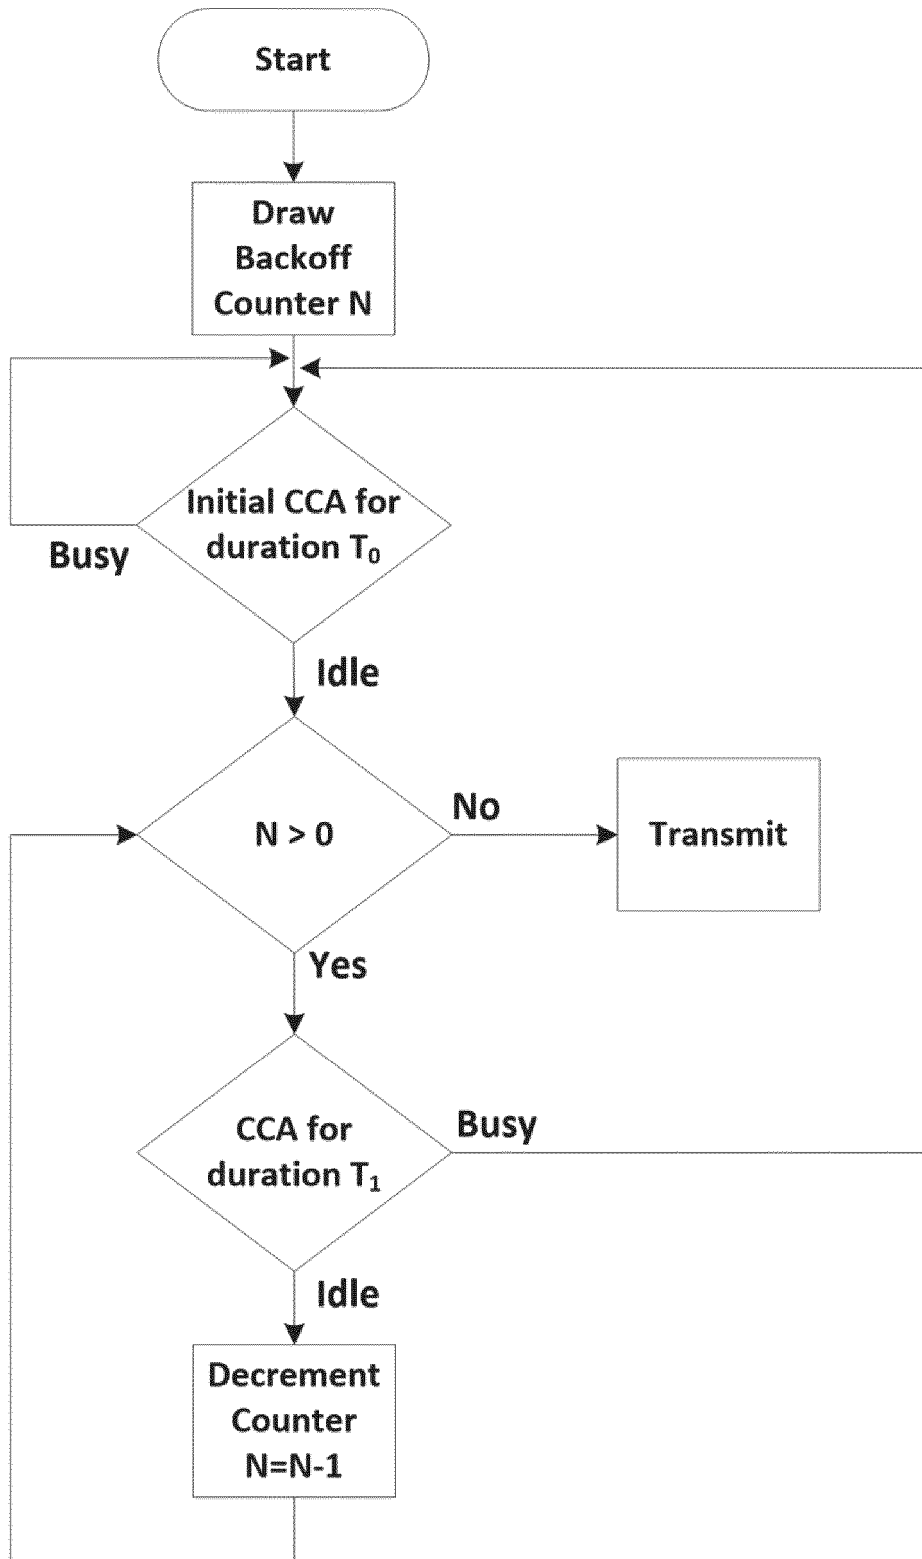 Start
Draw
Backoff
Counter N
Initial CCA for
duration T₀
Busy
Idle
N > 0
No
Transmit
Yes
CCA for
duration T₁
Busy
Idle
Decrement
Counter
N=N-1